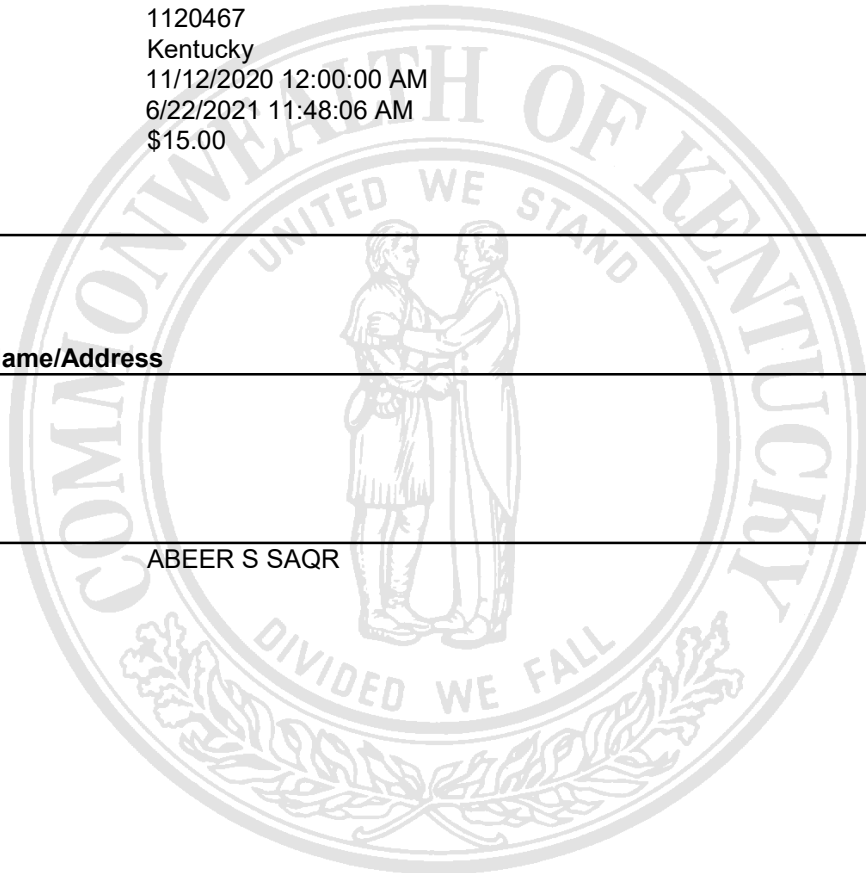 1120467
Kentucky
11/12/2020 12:00:00 AM
6/22/2021 11:48:06 AM
$15.00
COMMONWEALTH OF KENTUCKY
UNITED WE STAND
ame/Address
ABEER S SAQR
DIVIDED WE FALL